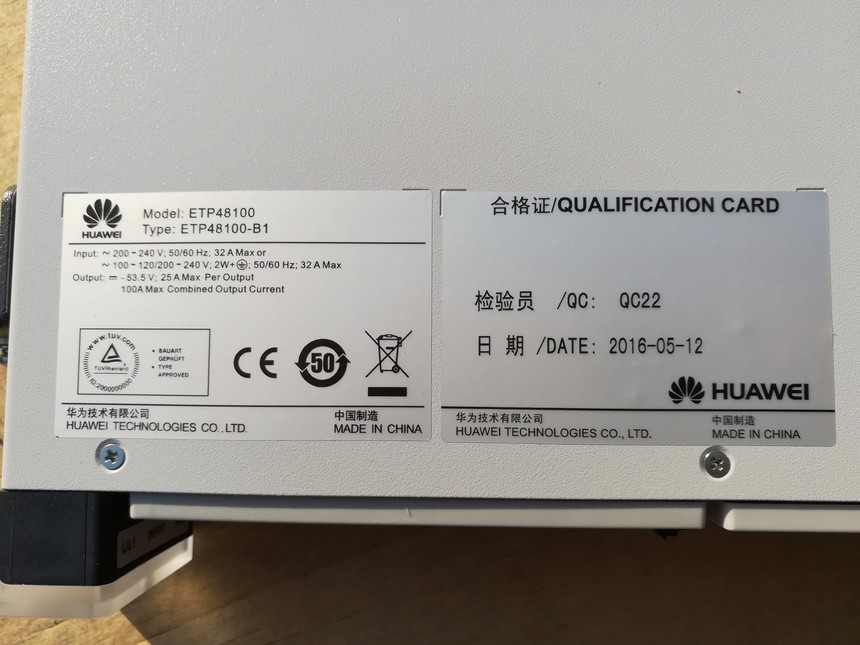 HUAWEI
Model: ETP48100
Type: ETP48100-B1
Input: ~ 200 - 240 V; 50/60 Hz; 32 A Max or
~ 100 - 120/200 - 240 V; 2W+⏚; 50/60 Hz; 32 A Max
Output: ⎓ - 53.5 V; 25 A Max Per Output
100A Max Combined Output Current
www.tuv.com
TÜVRheinland
ID:2900000000
• BAUART
GEPRÜFT
• TYPE
APPROVED
CE
50
华为技术有限公司
HUAWEI TECHNOLOGIES CO., LTD.
中国制造
MADE IN CHINA
合格证/QUALIFICATION CARD
检验员 /QC: QC22
日 期 /DATE: 2016-05-12
HUAWEI
华为技术有限公司
HUAWEI TECHNOLOGIES CO., LTD.
中国制造
MADE IN CHINA